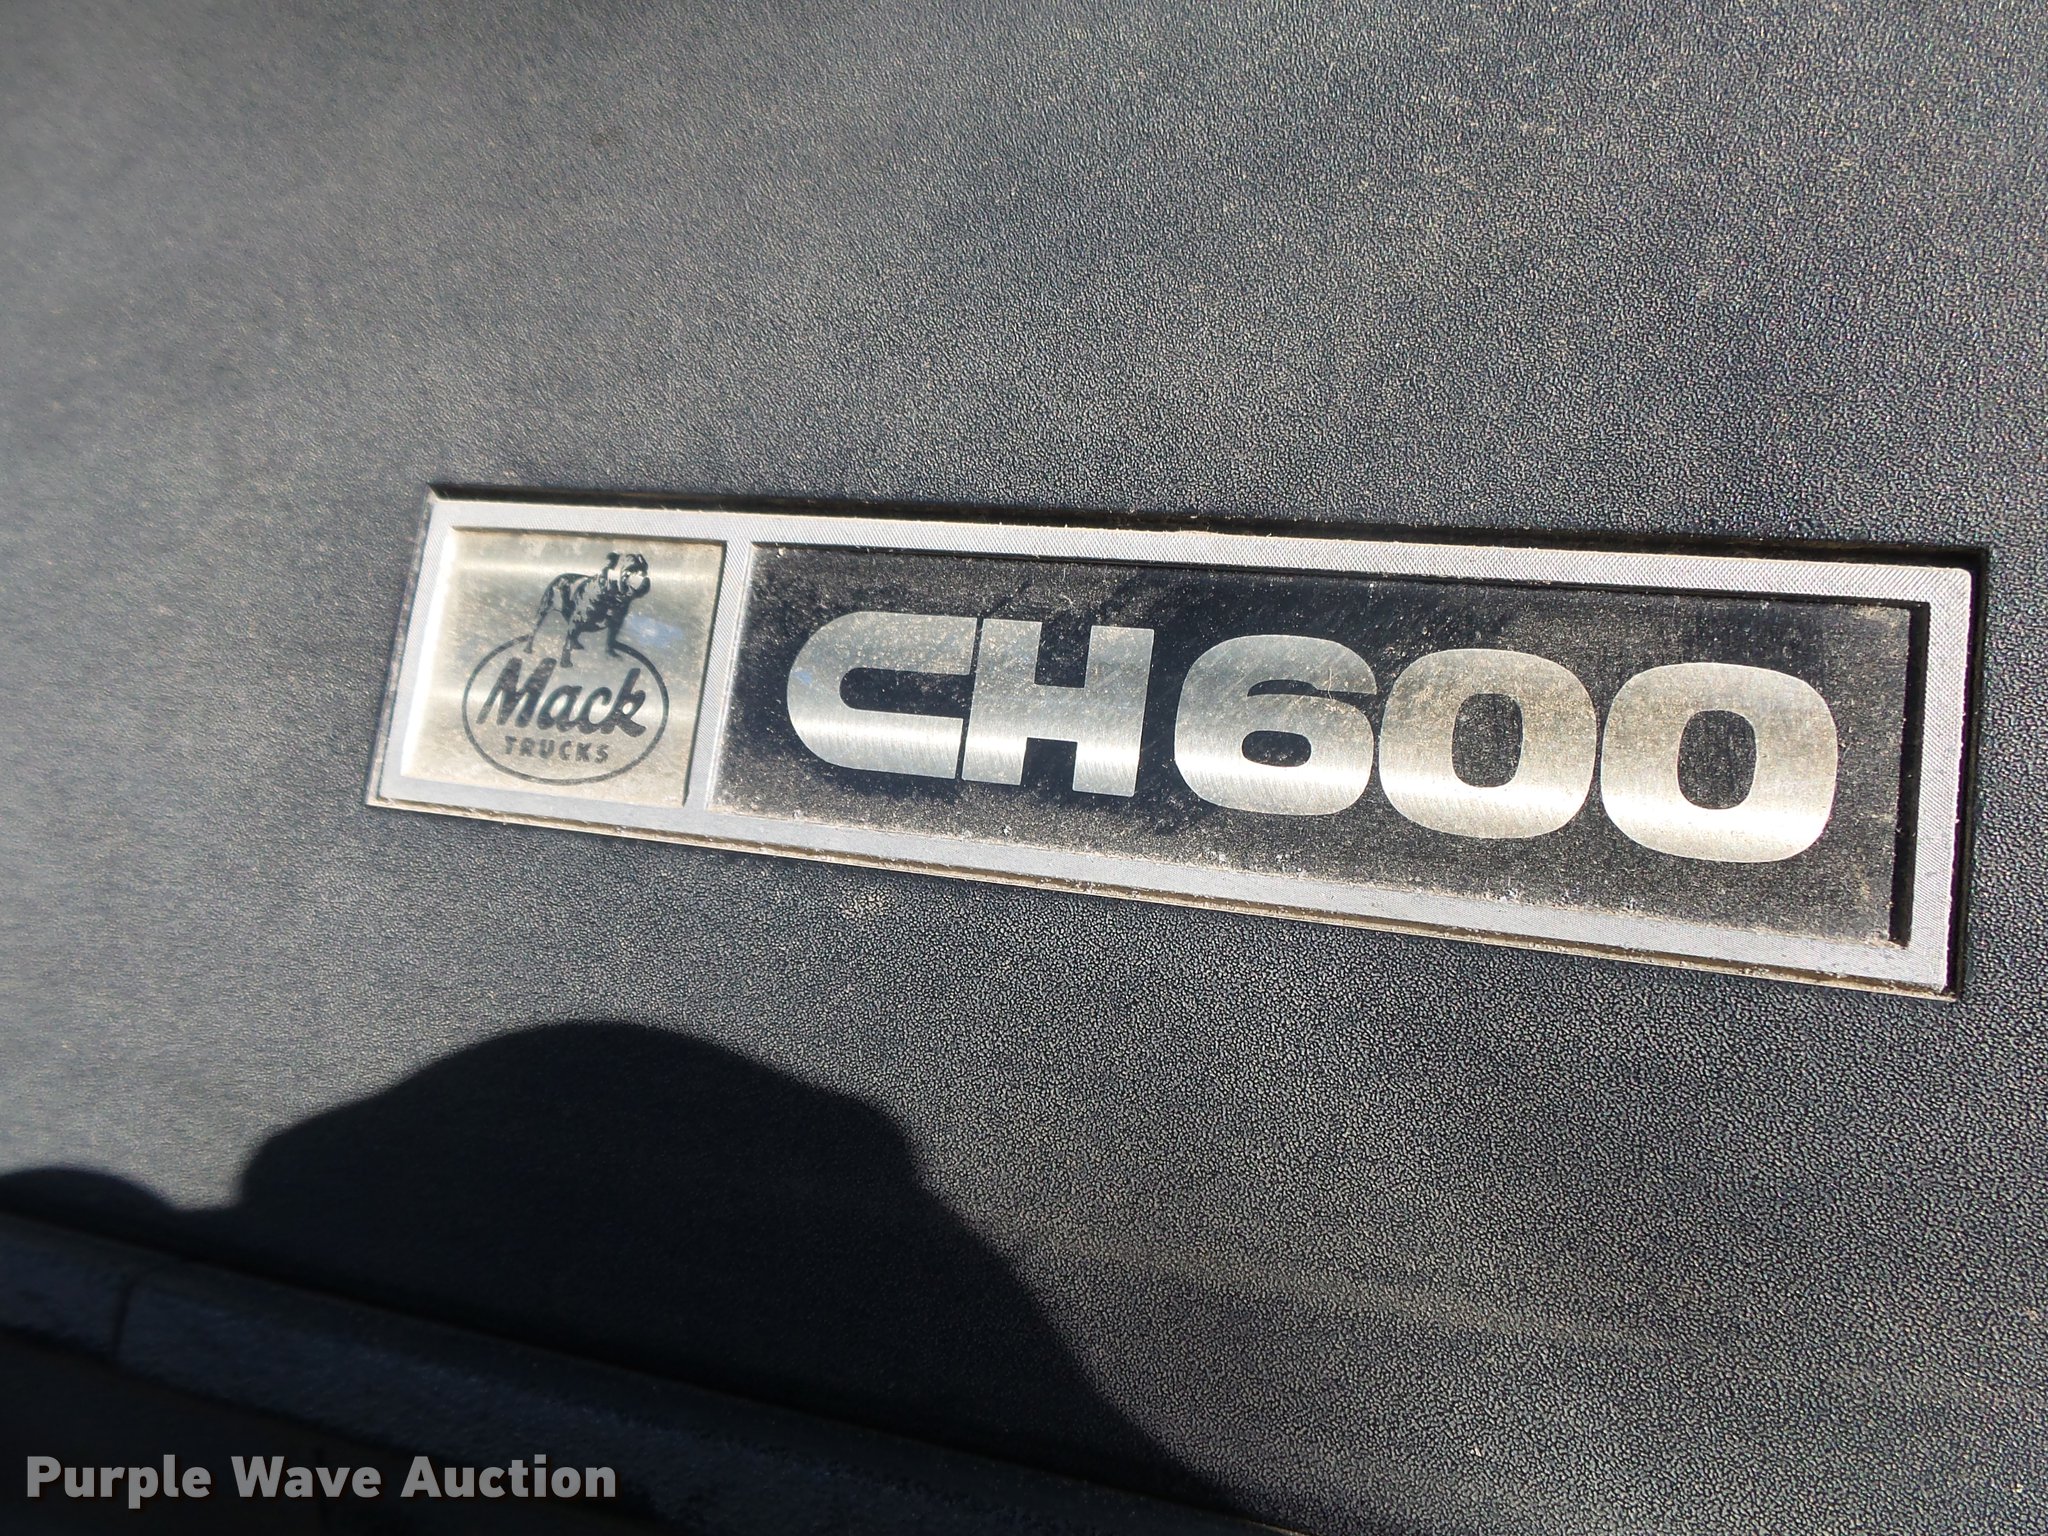 Mack
TRUCKS
CH600
Purple Wave Auction